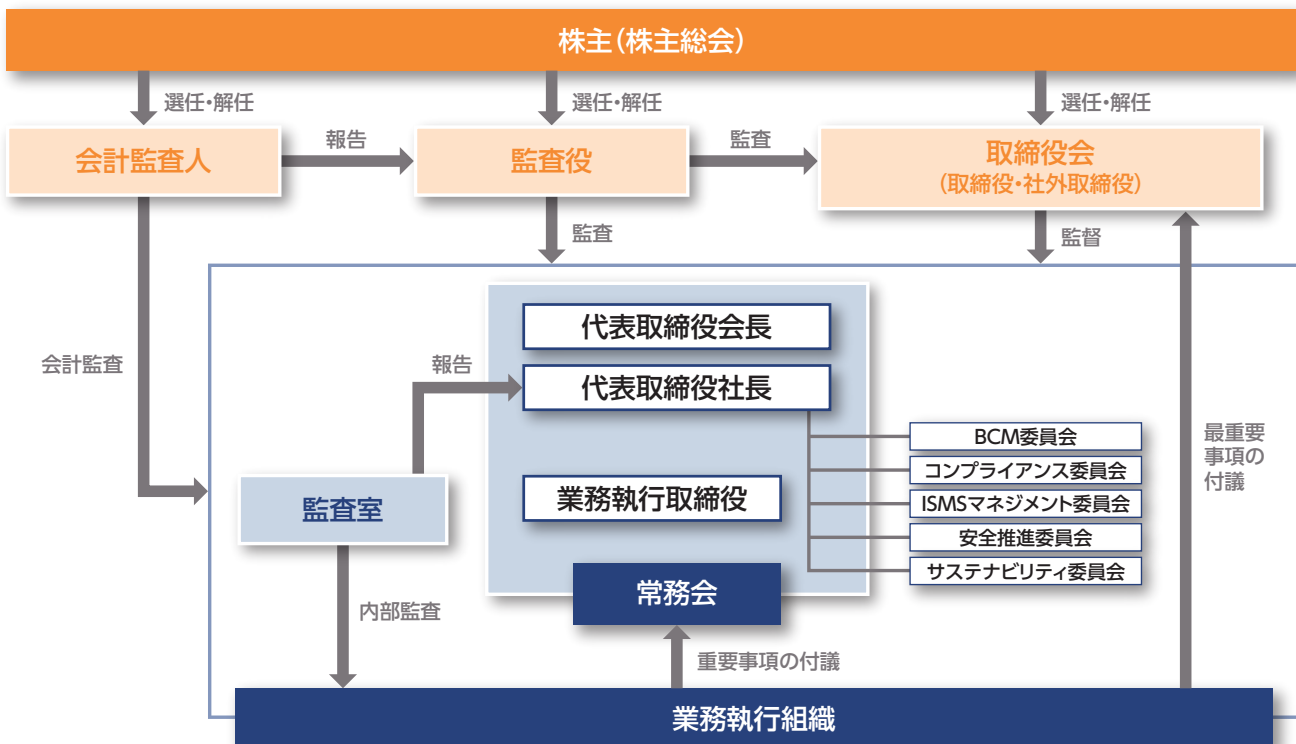 株主(株主総会)
選任・解任
選任・解任
選任・解任
会計監査人
報告
監査役
監査
取締役会
(取締役・社外取締役)
監査
監督
会計監査
報告
代表取締役会長
代表取締役社長
業務執行取締役
常務会
BCM委員会
コンプライアンス委員会
ISMSマネジメント委員会
安全推進委員会
サステナビリティ委員会
最重要
事項の
付議
監査室
内部監査
重要事項の付議
業務執行組織